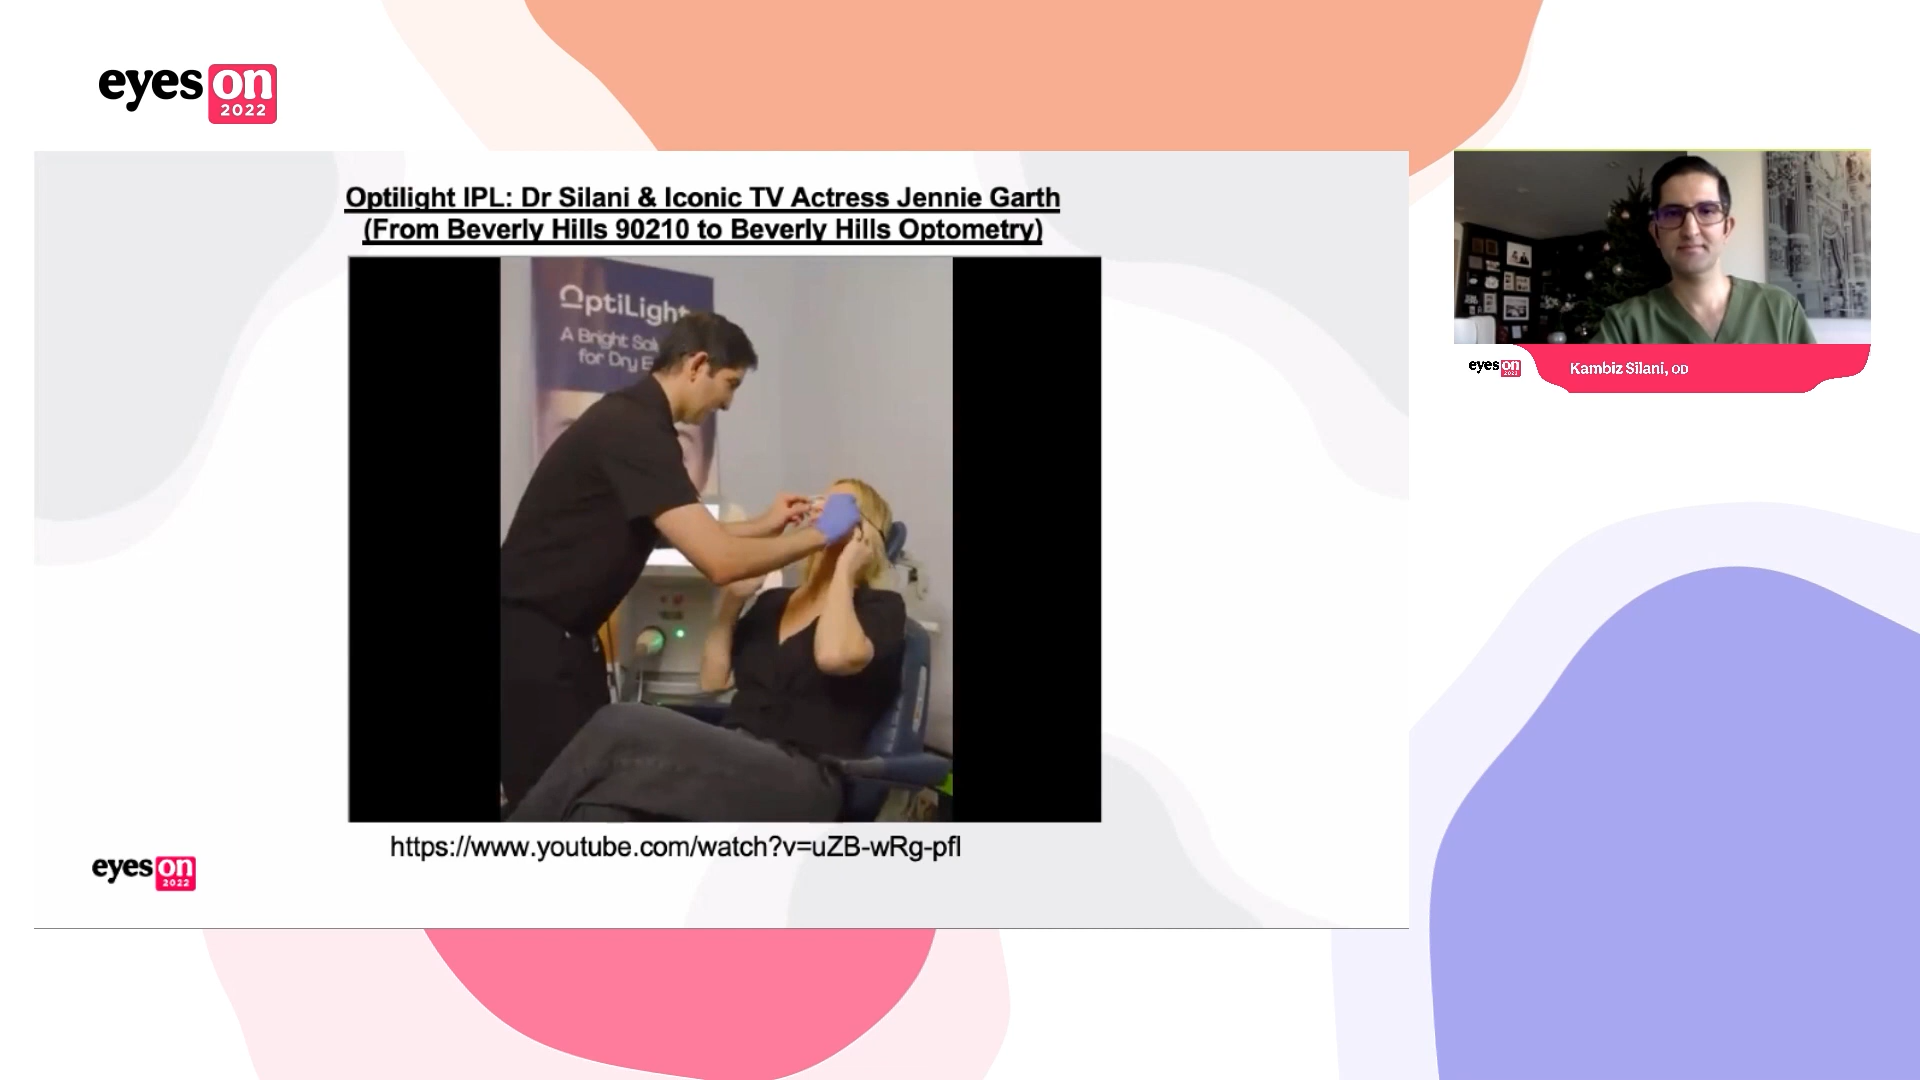 eyes on
2022
Optilight IPL: Dr Silani & Iconic TV Actress Jennie Garth
(From Beverly Hills 90210 to Beverly Hills Optometry)
OptiLight
A Bright
for Dry
https://www.youtube.com/watch?v=uZB-wRg-pfI
eyes on
2022
eyes on
2022
Kambiz Silani, OD